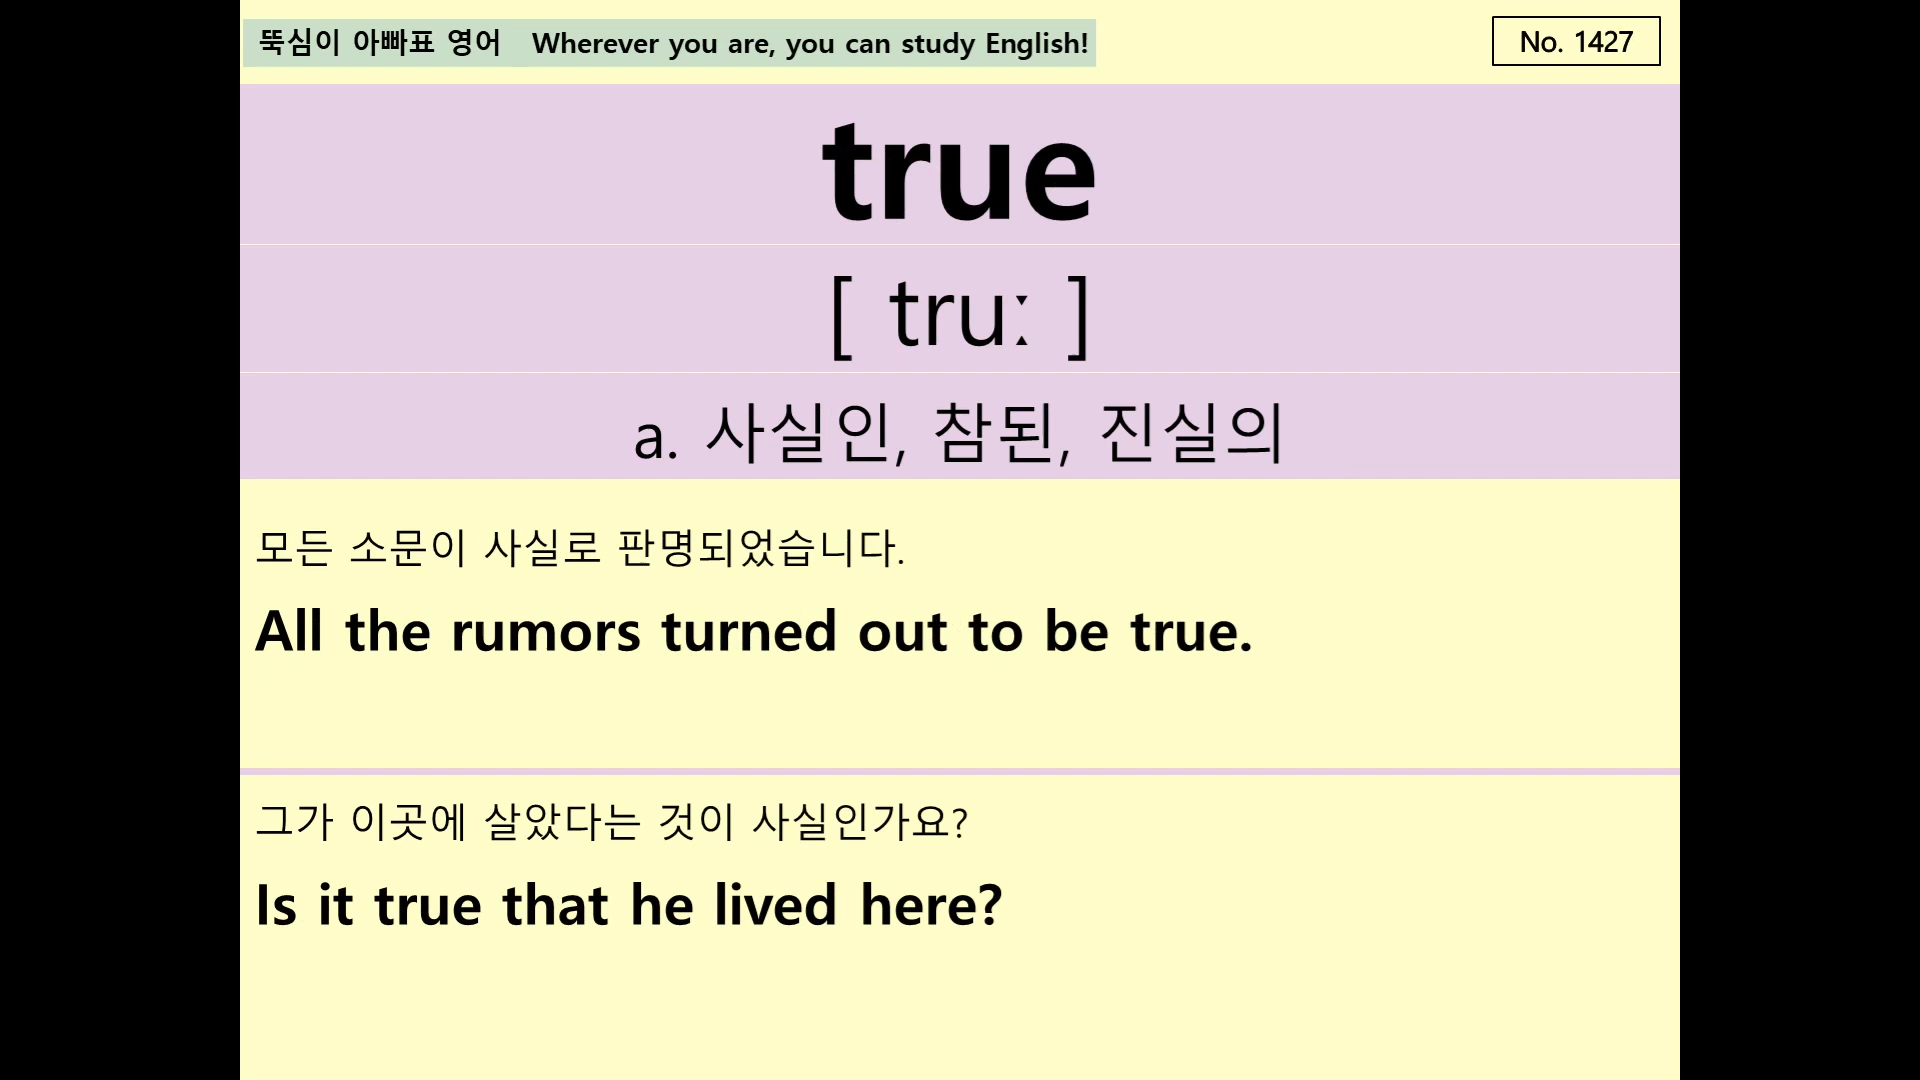 뚝심이 아빠표 영어 Wherever you are, you can study English!
No. 1427
true
[ truː ]
a. 사실인, 참된, 진실의
모든 소문이 사실로 판명되었습니다.
All the rumors turned out to be true.
그가 이곳에 살았다는 것이 사실인가요?
Is it true that he lived here?